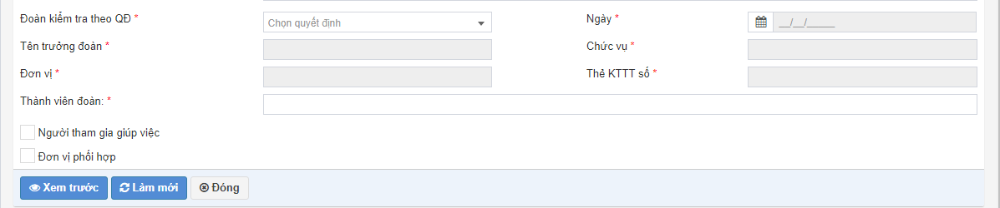 Đoàn kiểm tra theo QĐ * Chọn quyết định Ngày * __/__/_____
Tên trưởng đoàn * Chức vụ *
Đơn vị * Thẻ KTTT số *
Thành viên đoàn: *
Người tham gia giúp việc
Đơn vị phối hợp
Xem trước Làm mới Đóng